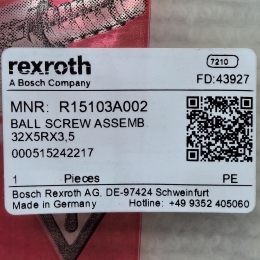 rexroth
7210
A Bosch Company
FD:43927
MNR: R15103A002
BALL SCREW ASSEMB.
32X5RX3,5
000515242217
1 Pieces PE
Bosch Rexroth AG, DE-97424 Schweinfurt
Made in Germany Hotline: +49 9352 405060